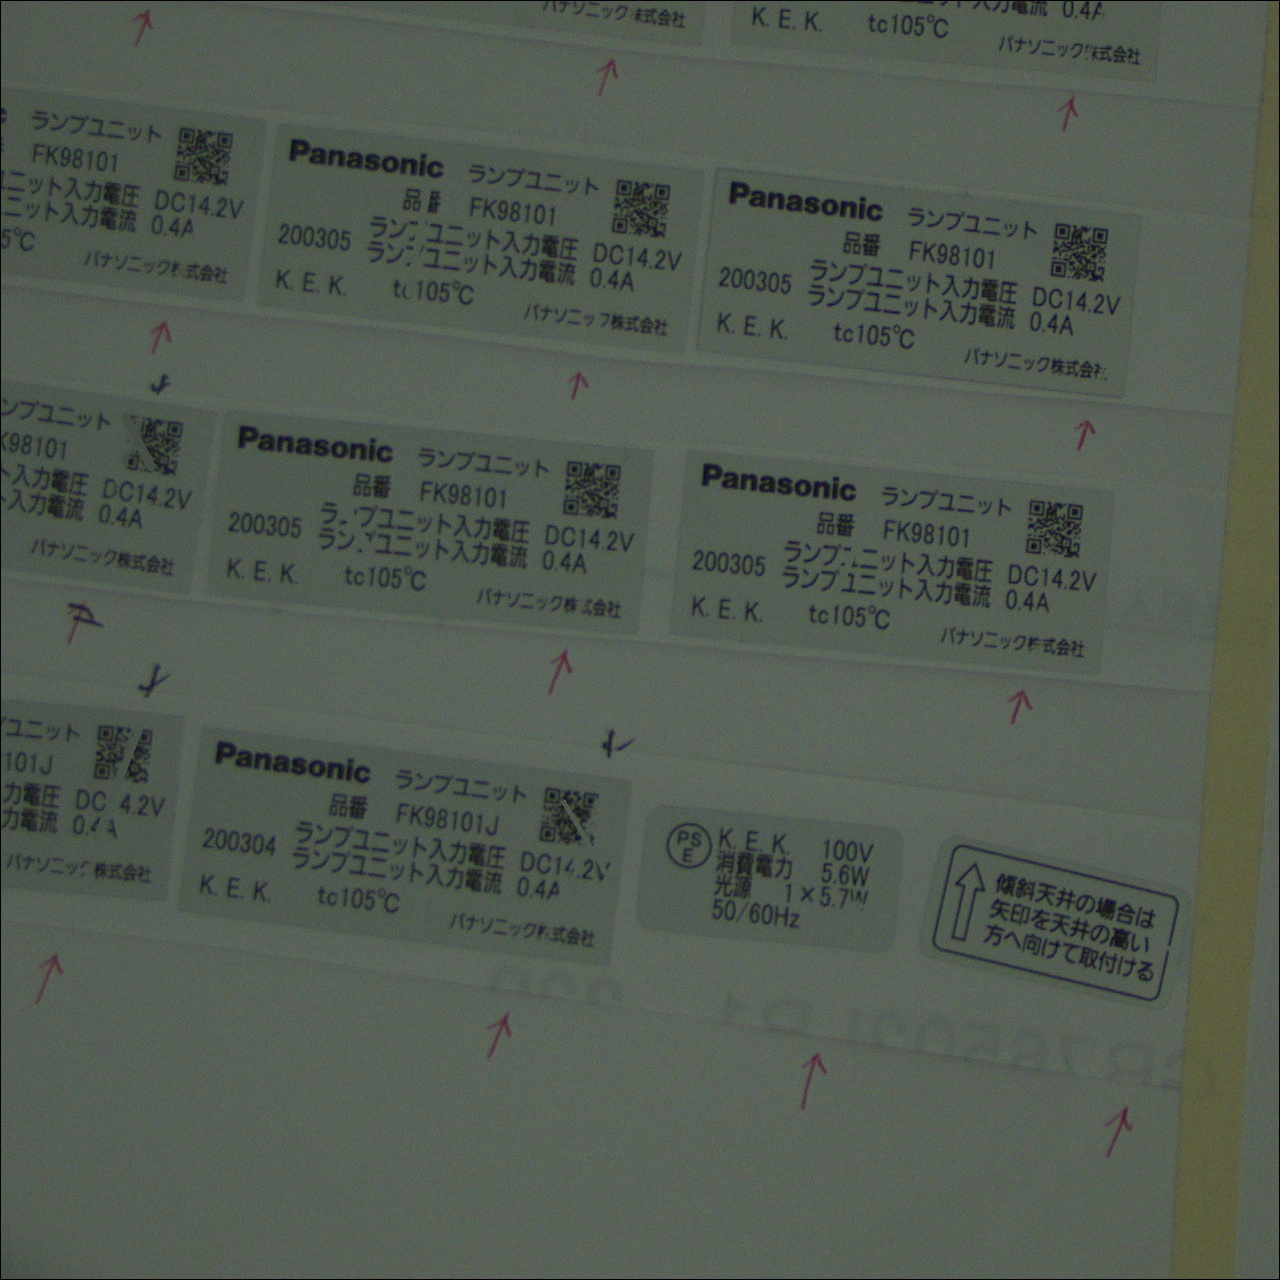 パナソニック株式会社
ランプユニット入力電流 0.4A
K. E. K. tc105℃
パナソニック株式会社
ランプユニット
FK98101
ユニット入力電圧 DC14.2V
ニット入力電流 0.4A
5℃
パナソニック株式会社
Panasonic ランプユニット
品番 FK98101
200305 ランプユニット入力電圧 DC14.2V
ランプユニット入力電流 0.4A
K. E. K. tc105℃
パナソニック株式会社
Panasonic ランプユニット
品番 FK98101
200305 ランプユニット入力電圧 DC14.2V
ランプユニット入力電流 0.4A
K. E. K. tc105℃
パナソニック株式会社
ンプユニット
K98101
ト入力電圧 DC14.2V
ト入力電流 0.4A
パナソニック株式会社
Panasonic ランプユニット
品番 FK98101
200305 ランプユニット入力電圧 DC14.2V
ランプユニット入力電流 0.4A
K. E. K. tc105℃
パナソニック株式会社
Panasonic ランプユニット
品番 FK98101
200305 ランプユニット入力電圧 DC14.2V
ランプユニット入力電流 0.4A
K. E. K. tc105℃
パナソニック株式会社
プユニット
101J
力電圧 DC14.2V
力電流 0.4A
パナソニック株式会社
Panasonic ランプユニット
品番 FK98101J
200304 ランプユニット入力電圧 DC14.2V
ランプユニット入力電流 0.4A
K. E. K. tc105℃
パナソニック株式会社
PS
E
K. E. K. 100V
消費電力 5.6W
光源 1×5.7W
50/60Hz
傾斜天井の場合は
矢印を天井の高い
方へ向けて取付ける